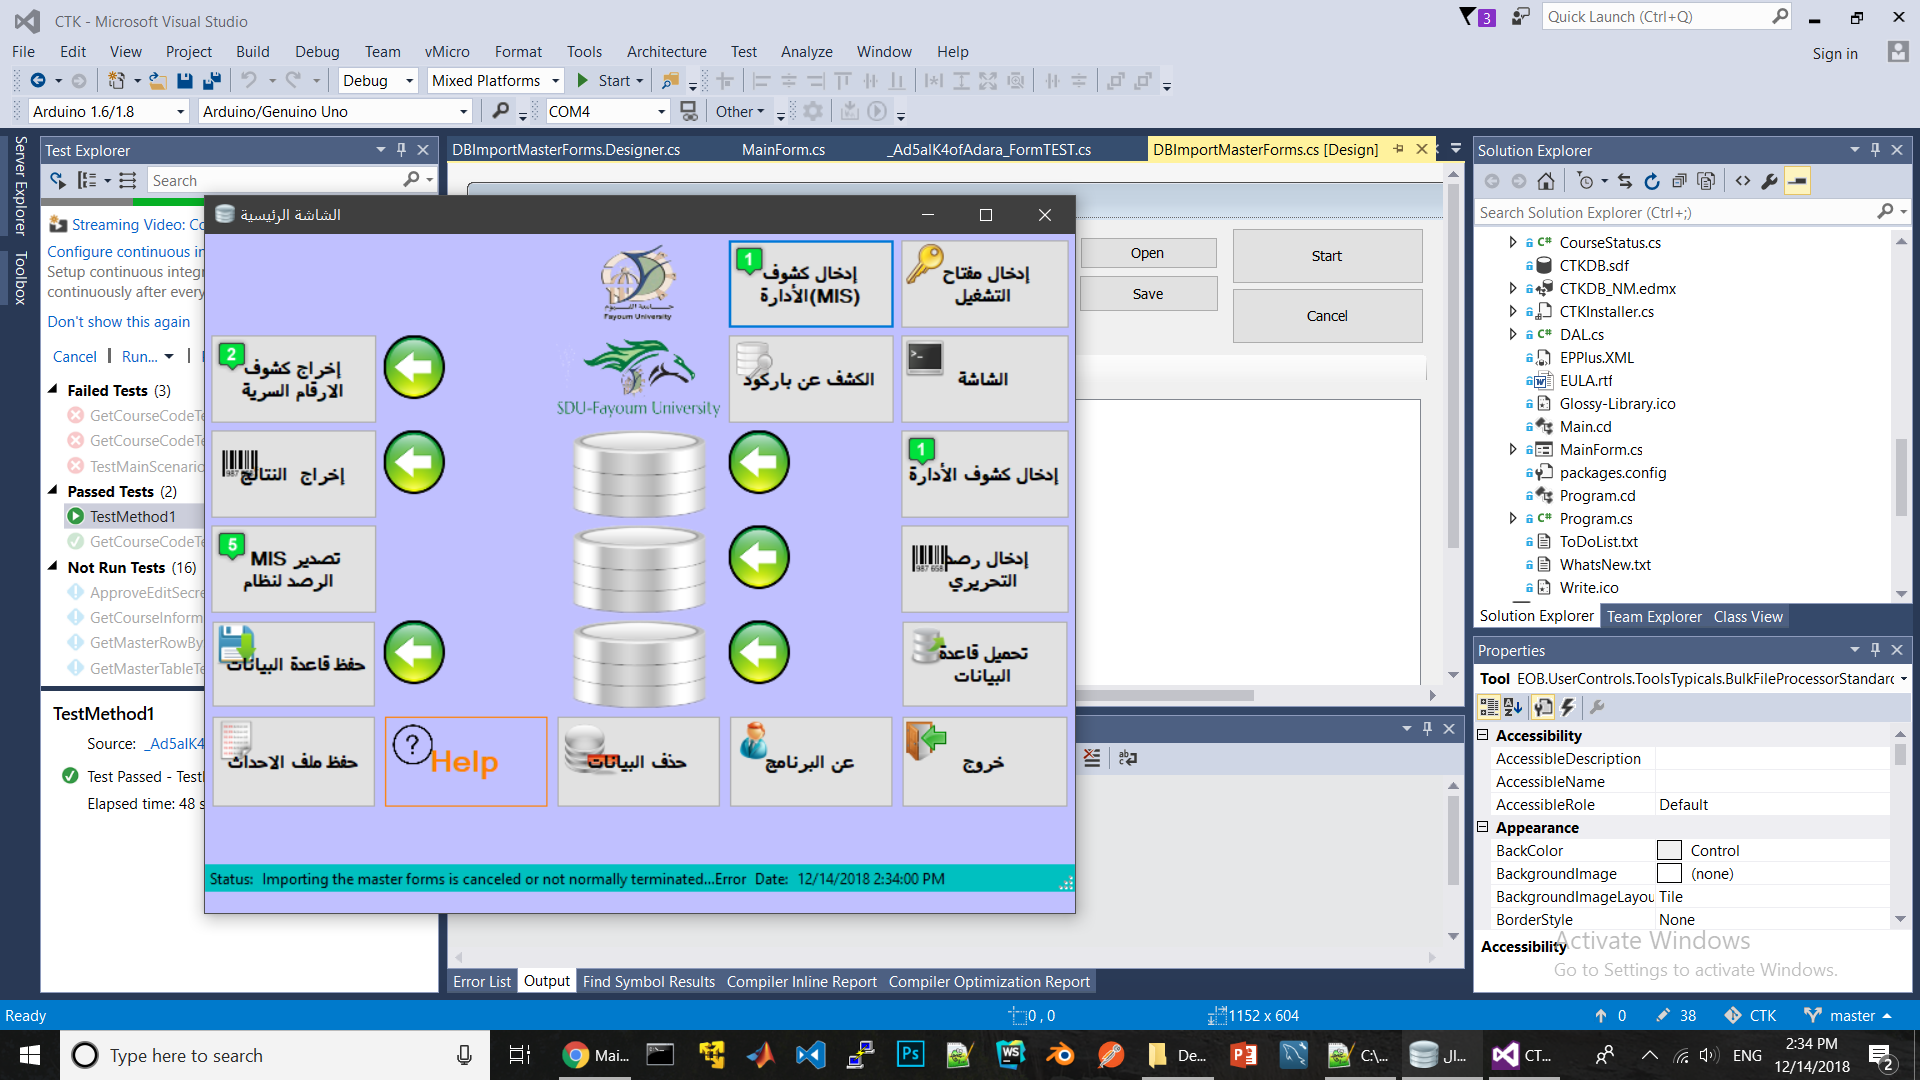 CTK - Microsoft Visual Studio
3
Quick Launch (Ctrl+Q)
File Edit View Project Build Debug Team vMicro Format Tools Architecture Test Analyze Window Help
Sign in
Debug Mixed Platforms Start
Arduino 1.6/1.8 Arduino/Genuino Uno COM4 Other
Server Explorer
Toolbox
Test Explorer
Search
Streaming Video: Co
Configure continuous in
Setup continuous integr
continuously after every
Don't show this again
Cancel Run...
Failed Tests (3)
GetCourseCodeTe
GetCourseCodeTe
TestMainScenario
Passed Tests (2)
TestMethod1
GetCourseCodeTe
Not Run Tests (16)
ApproveEditSecre
GetCourseInform
GetMasterRowBy
GetMasterTableTe
TestMethod1
Source: _Ad5alK4
Test Passed - Test
Elapsed time: 48 s
DBImportMasterForms.Designer.cs MainForm.cs _Ad5alK4ofAdara_FormTEST.cs DBImportMasterForms.cs [Design]
Open
Save
Start
Cancel
الشاشة الرئيسية
Fayoum University
SDU-Fayoum University
1
إدخال كشوف
الأدارة(MIS)
إدخال مفتاح
التشغيل
2
إخراج كشوف
الارقام السرية
الكشف عن باركود
الشاشة
إخراج النتائج
1
إدخال كشوف الأدارة
5
تصدير MIS
الرصد لنظام
إدخال رصد
التحريري
حفظ قاعدة البيانات
تحميل قاعدة
البيانات
حفظ ملف الاحداث
? Help
حذف البيانات
عن البرنامج
خروج
Status: Importing the master forms is canceled or not normally terminated...Error Date: 12/14/2018 2:34:00 PM
Error List Output Find Symbol Results Compiler Inline Report Compiler Optimization Report
Solution Explorer
Search Solution Explorer (Ctrl+;)
CourseStatus.cs
CTKDB.sdf
CTKDB_NM.edmx
CTKInstaller.cs
DAL.cs
EPPlus.XML
EULA.rtf
Glossy-Library.ico
Main.cd
MainForm.cs
packages.config
Program.cd
Program.cs
ToDoList.txt
WhatsNew.txt
Write.ico
Solution Explorer Team Explorer Class View
Properties
Tool EOB.UserControls.ToolsTypicals.BulkFileProcessorStandard
Accessibility
AccessibleDescription
AccessibleName
AccessibleRole Default
Appearance
BackColor Control
BackgroundImage (none)
BackgroundImageLayou Tile
BorderStyle None
Accessibility
Activate Windows
Go to Settings to activate Windows.
Ready 0 , 0 1152 x 604 0 38 CTK master
Type here to search
Mai... De... C:\... JI... CT... ENG
2:34 PM
12/14/2018
2